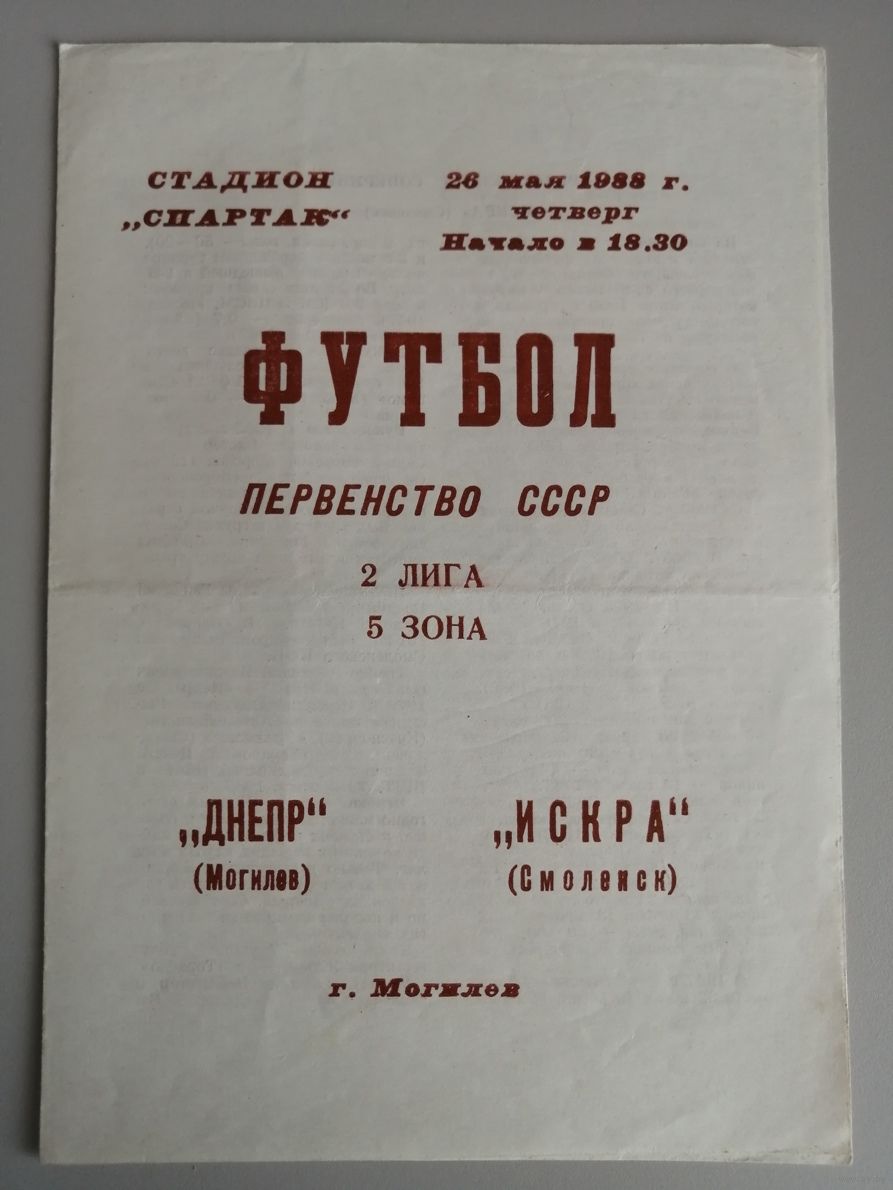 СТАДИОН
„СПАРТАК“
26 мая 1988 г.
четверг
Начало в 18.30
ФУТБОЛ
ПЕРВЕНСТВО СССР
2 ЛИГА
5 ЗОНА
„ДНЕПР“
(Могилев)
„ИСКРА“
(Смоленск)
г. Могилев